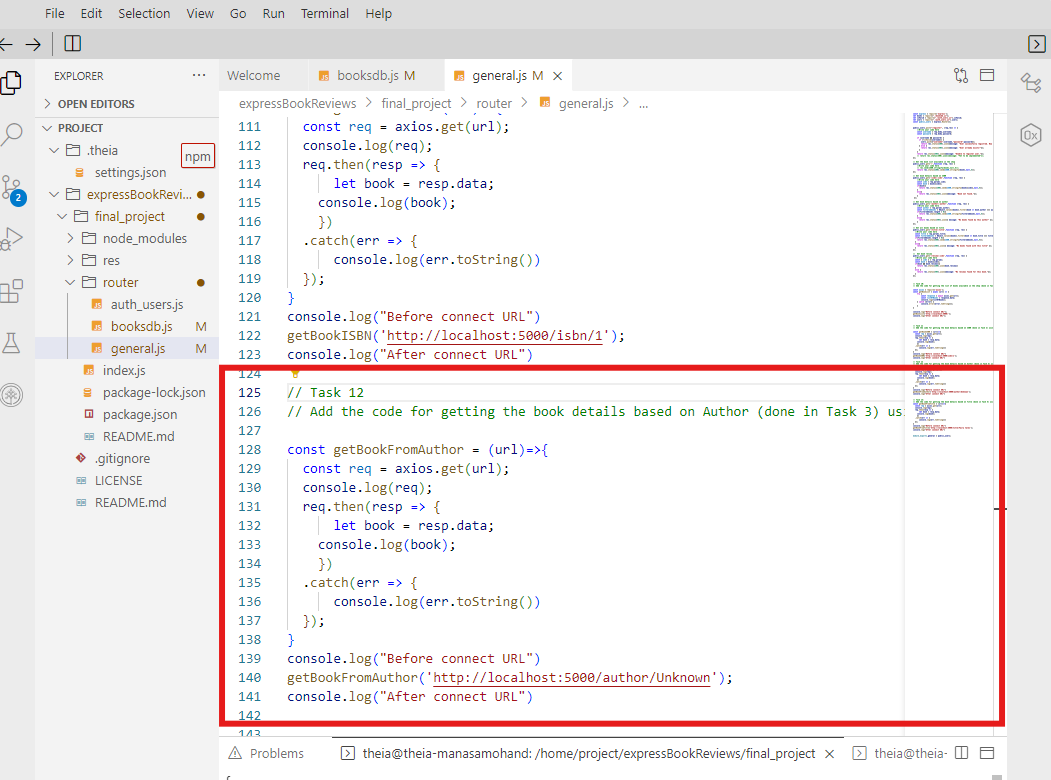 File Edit Selection View Go Run Terminal Help
EXPLORER ···
OPEN EDITORS
PROJECT
.theia
npm
settings.json
2
expressBookRevi...
final_project
node_modules
res
router
auth_users.js
booksdb.js M
general.js M
index.js
package-lock.json
package.json
README.md
.gitignore
LICENSE
README.md
Welcome booksdb.js M general.js M
expressBookReviews > final_project > router > general.js > ...
111 const req = axios.get(url);
112 console.log(req);
113 req.then(resp => {
114 let book = resp.data;
115 console.log(book);
116 })
117 .catch(err => {
118 console.log(err.toString())
119 });
120 }
121 console.log("Before connect URL")
122 getBookISBN('http://localhost:5000/isbn/1');
123 console.log("After connect URL")
124
125 // Task 12
126 // Add the code for getting the book details based on Author (done in Task 3) us
127
128 const getBookFromAuthor = (url)=>{
129 const req = axios.get(url);
130 console.log(req);
131 req.then(resp => {
132 let book = resp.data;
133 console.log(book);
134 })
135 .catch(err => {
136 console.log(err.toString())
137 });
138 }
139 console.log("Before connect URL")
140 getBookFromAuthor('http://localhost:5000/author/Unknown');
141 console.log("After connect URL")
142
143
Problems theia@theia-manasamohand: /home/project/expressBookReviews/final_project theia@theia-